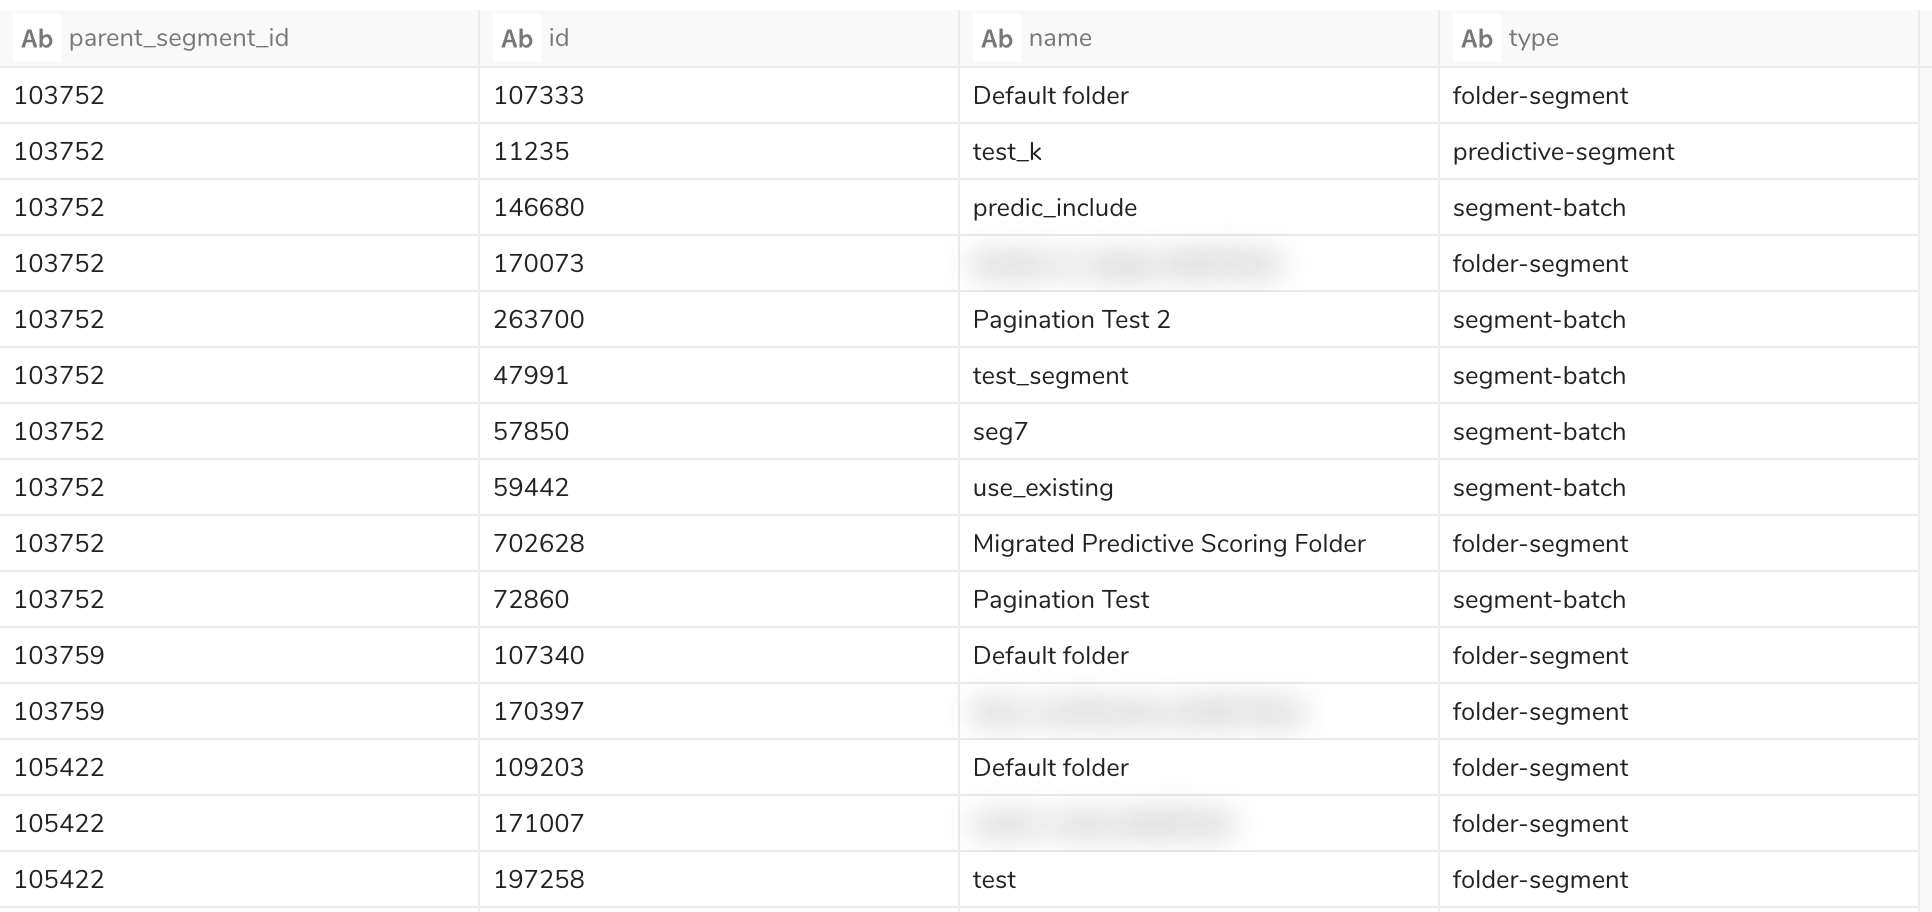 Ab parent_segment_id Ab id Ab name Ab type
103752 107333 Default folder folder-segment
103752 11235 test_k predictive-segment
103752 146680 predic_include segment-batch
103752 170073 folder-segment
103752 263700 Pagination Test 2 segment-batch
103752 47991 test_segment segment-batch
103752 57850 seg7 segment-batch
103752 59442 use_existing segment-batch
103752 702628 Migrated Predictive Scoring Folder folder-segment
103752 72860 Pagination Test segment-batch
103759 107340 Default folder folder-segment
103759 170397 folder-segment
105422 109203 Default folder folder-segment
105422 171007 folder-segment
105422 197258 test folder-segment